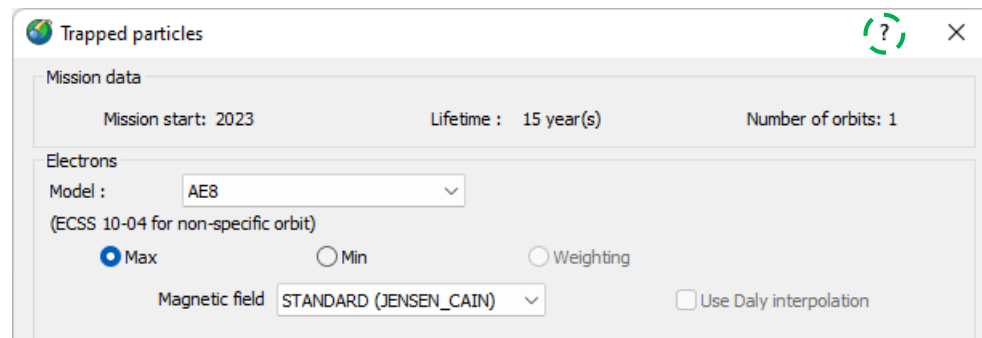 Trapped particles ?
Mission data
Mission start: 2023 Lifetime : 15 year(s) Number of orbits: 1
Electrons
Model : AE8
(ECSS 10-04 for non-specific orbit)
Max Min Weighting
Magnetic field STANDARD (JENSEN_CAIN) Use Daly interpolation